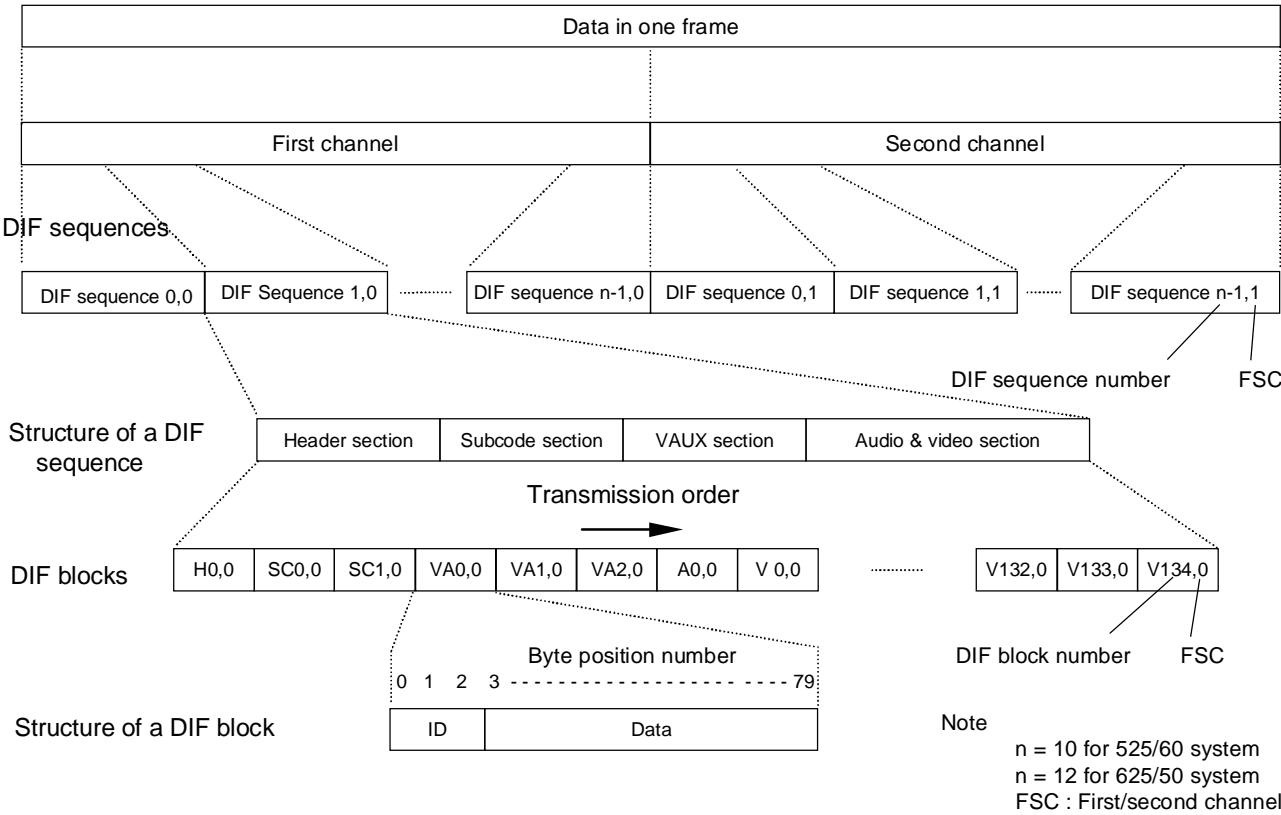 Data in one frame
First channel
Second channel
DIF sequences
DIF sequence 0,0
DIF Sequence 1,0
DIF sequence n-1,0
DIF sequence 0,1
DIF sequence 1,1
DIF sequence n-1,1
DIF sequence number
FSC
Structure of a DIF
sequence
Header section
Subcode section
VAUX section
Audio & video section
Transmission order
DIF blocks
H0,0
SC0,0
SC1,0
VA0,0
VA1,0
VA2,0
A0,0
V 0,0
V132,0
V133,0
V134,0
DIF block number
FSC
Byte position number
0 1 2 3 - - - - - - - - - - - - - - - - - - - - - - - - 79
Structure of a DIF block
ID
Data
Note
n = 10 for 525/60 system
n = 12 for 625/50 system
FSC : First/second channel